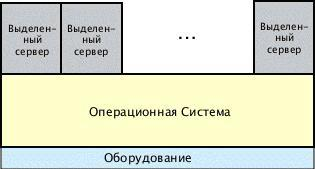 Выделен-
ный
сервер
Выделен-
ный
сервер
...
Выделен-
ный
сервер
Операционная Система
Оборудование